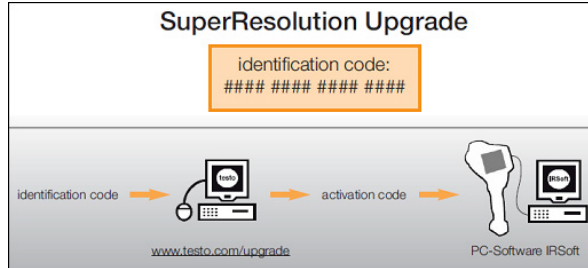 SuperResolution Upgrade
identification code:
#### #### #### ####
identification code
testo
activation code
IRSoft
www.testo.com/upgrade
PC-Software IRSoft